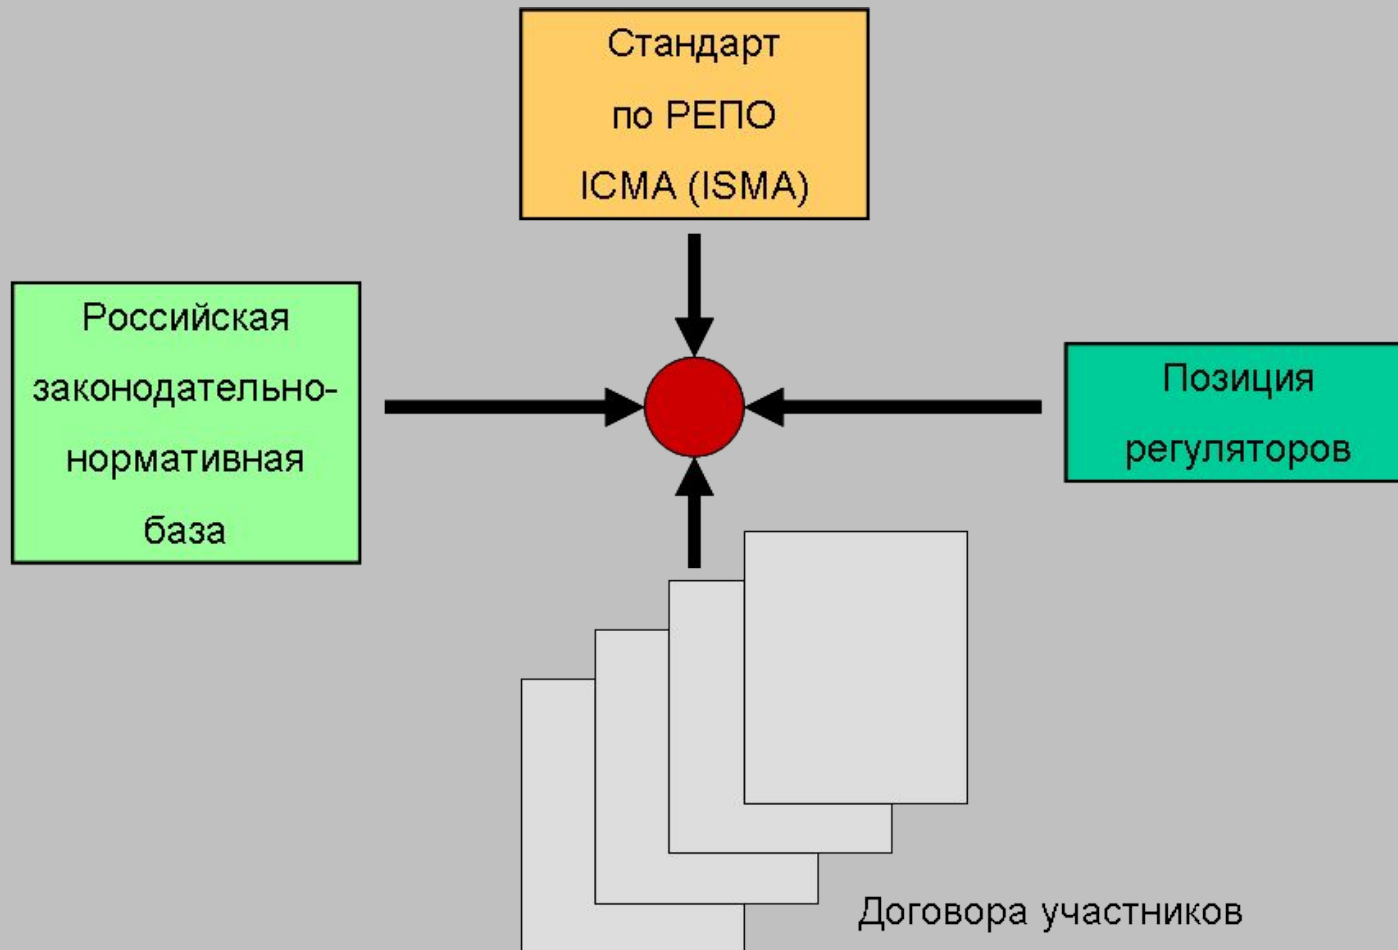 Стандарт
по РЕПО
ICMA (ISMA)
Российская
законодательно-
нормативная
база
Позиция
регуляторов
Договора участников